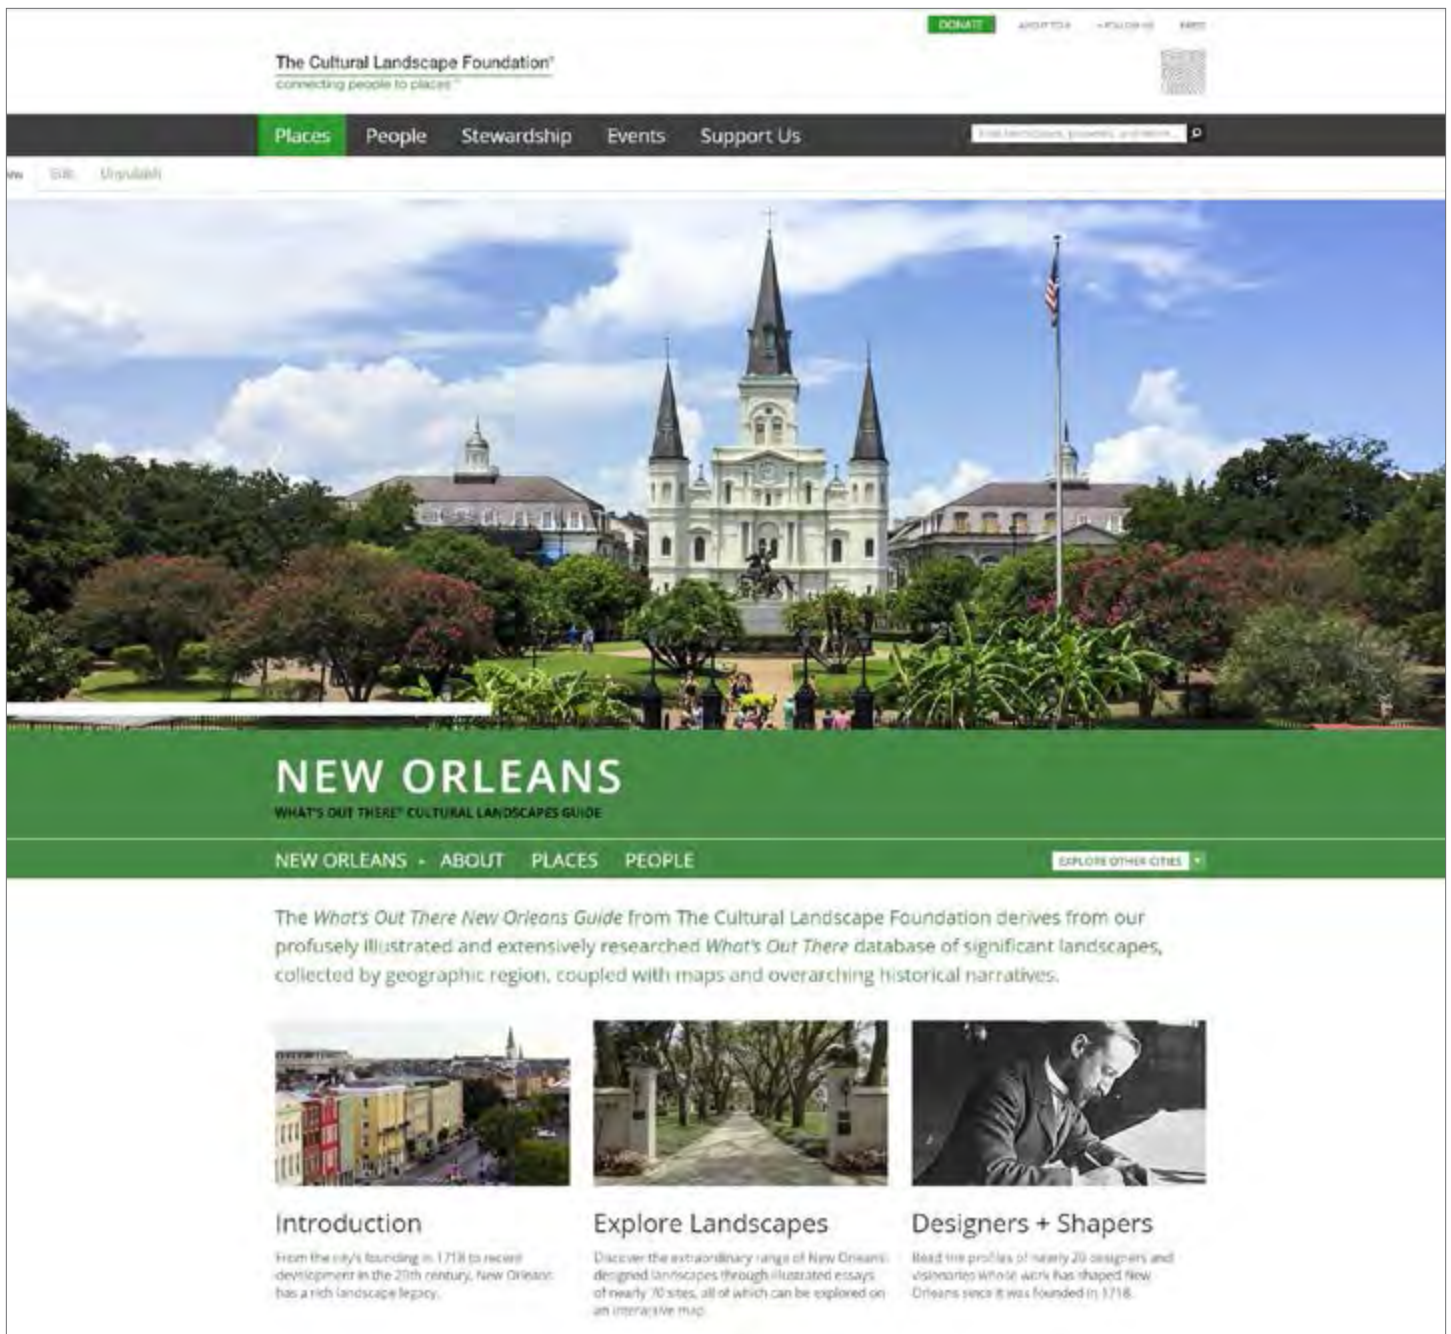 DONATE
The Cultural Landscape Foundation®
connecting people to places™
Places People Stewardship Events Support Us
Edit Unpublish
NEW ORLEANS
WHAT'S OUT THERE® CULTURAL LANDSCAPES GUIDE
NEW ORLEANS ABOUT PLACES PEOPLE
EXPLORE OTHER CITIES
The What's Out There New Orleans Guide from The Cultural Landscape Foundation derives from our
profusely illustrated and extensively researched What's Out There database of significant landscapes,
collected by geographic region, coupled with maps and overarching historical narratives.
Introduction
From the city's founding in 1718 to recent
development in the 20th century, New Orleans
has a rich landscape legacy.
Explore Landscapes
Discover the extraordinary range of New Orleans
designed landscapes through illustrated essays
of nearly 70 sites, all of which can be explored on
an interactive map.
Designers + Shapers
Read the profiles of nearly 20 designers and
visionaries whose work has shaped New
Orleans since it was founded in 1718.